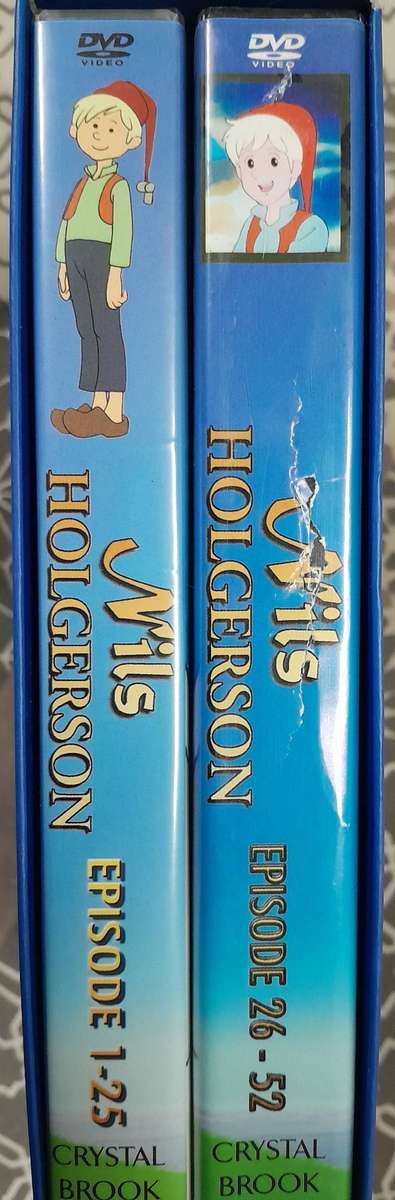 DVD
VIDEO
Nils
HOLGERSON
EPISODE 1-25
CRYSTAL
BROOK
DVD
VIDEO
Nils
HOLGERSON
EPISODE 26-52
CRYSTAL
BROOK